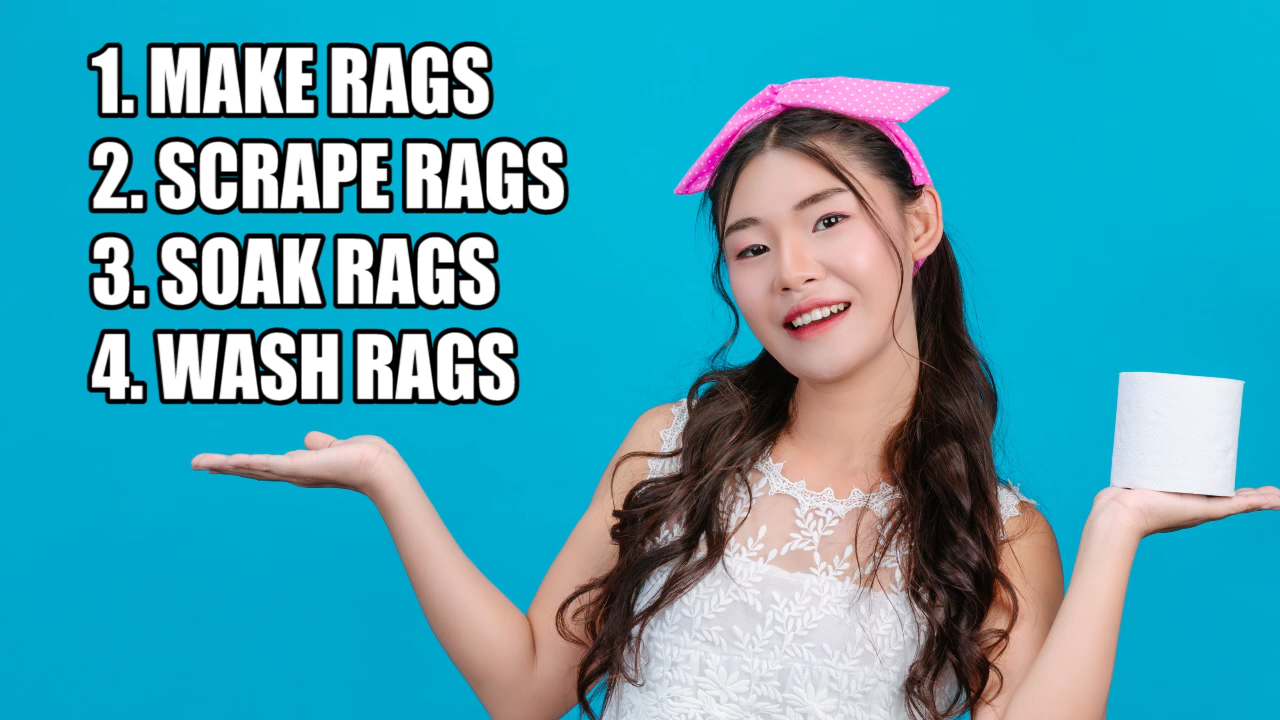 1. MAKE RAGS
2. SCRAPE RAGS
3. SOAK RAGS
4. WASH RAGS